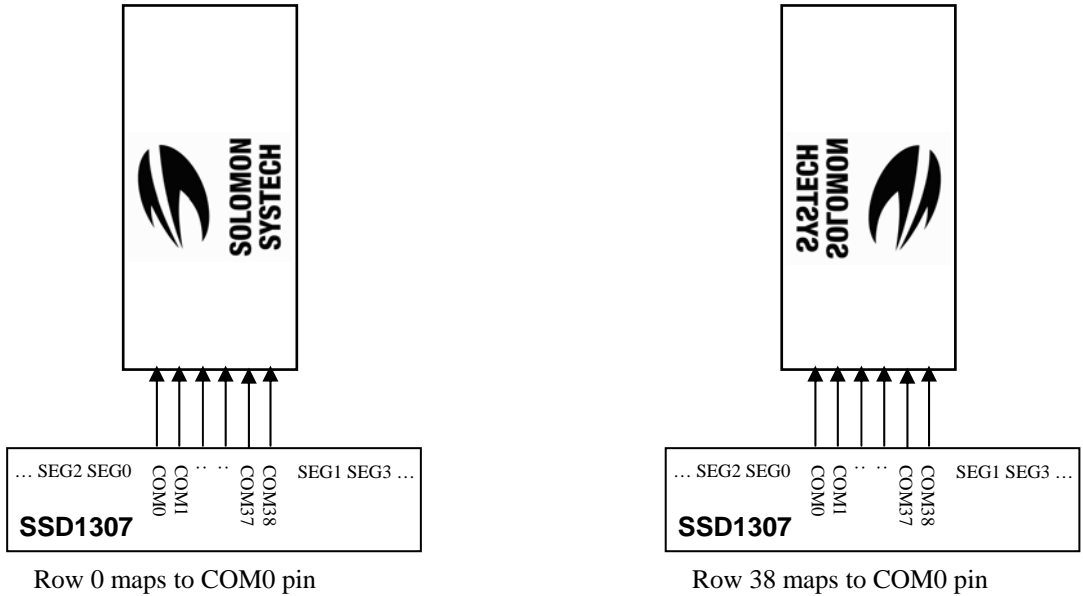 SOLOMON
SYSTECH
SYSTECH
SOLOMON
… SEG2 SEG0 COM0 COM1 .. .. COM37 COM38 SEG1 SEG3 …
SSD1307
Row 0 maps to COM0 pin
… SEG2 SEG0 COM0 COM1 .. .. COM37 COM38 SEG1 SEG3 …
SSD1307
Row 38 maps to COM0 pin